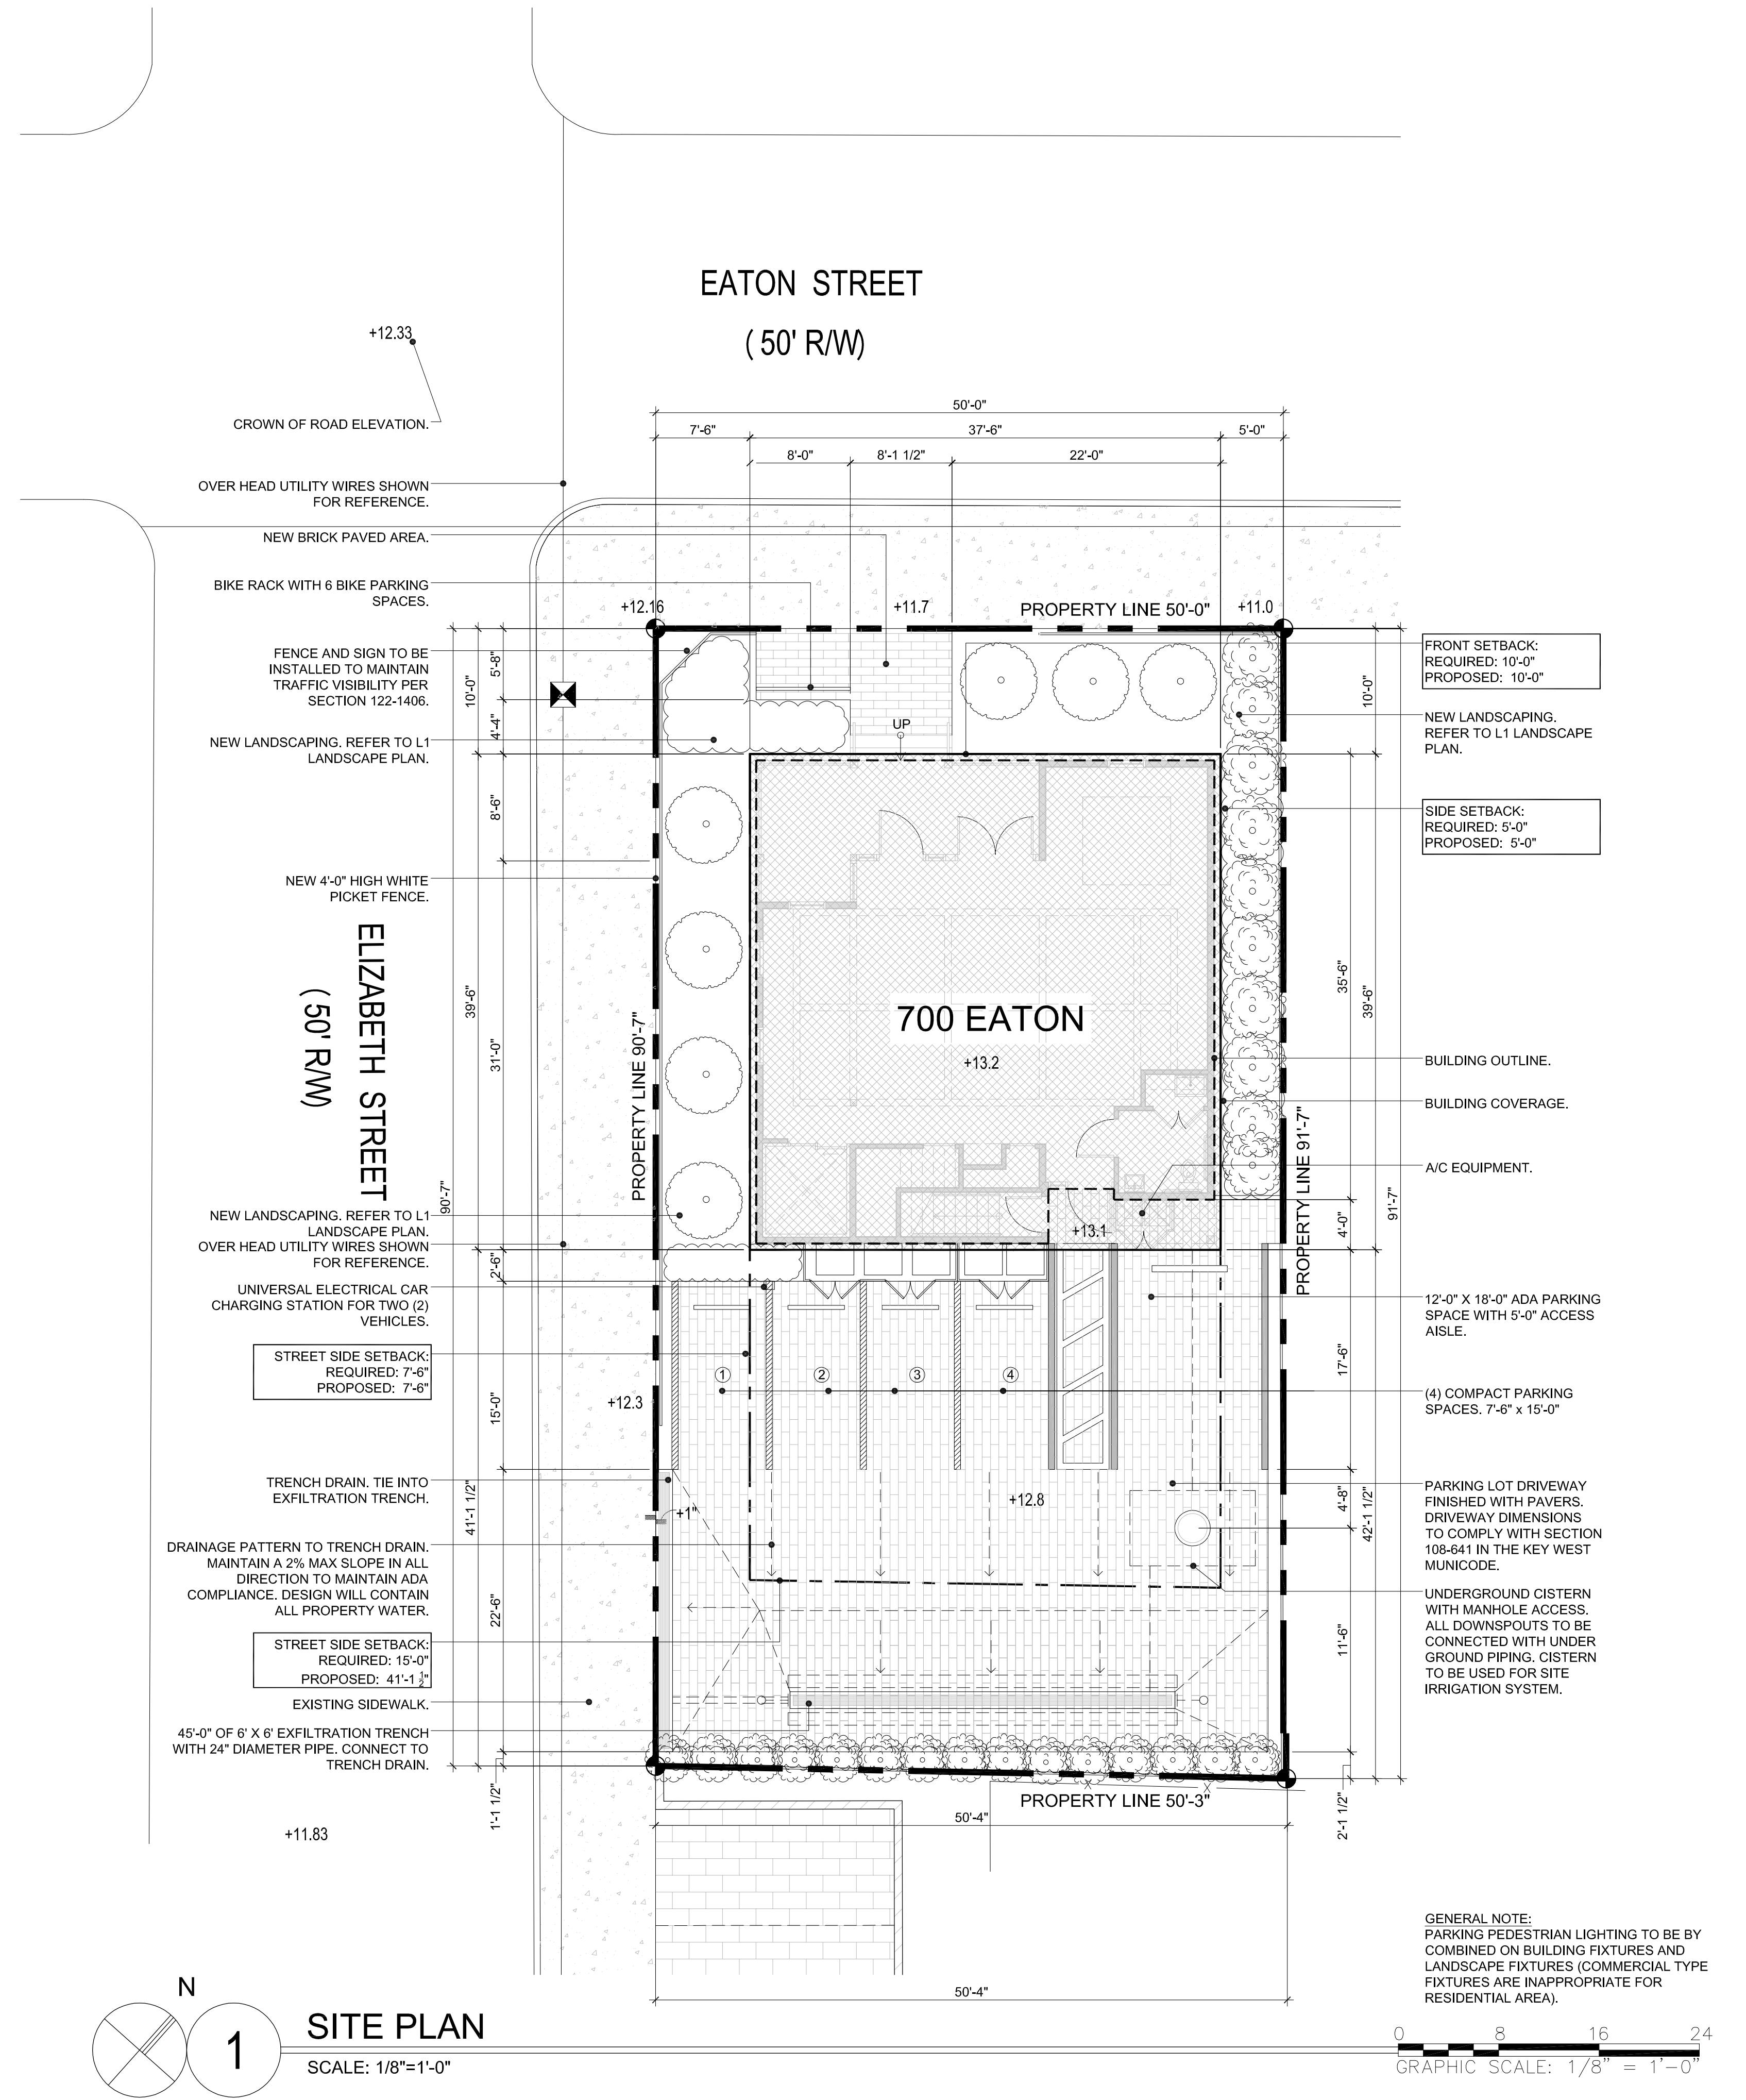 EATON STREET
( 50' R/W)
+12.33
CROWN OF ROAD ELEVATION.
50'-0"
7'-6"
37'-6"
5'-0"
8'-0"
8'-1 1/2"
22'-0"
OVER HEAD UTILITY WIRES SHOWN
FOR REFERENCE.
NEW BRICK PAVED AREA.
BIKE RACK WITH 6 BIKE PARKING
SPACES.
+12.16
+11.7
PROPERTY LINE 50'-0"
+11.0
FENCE AND SIGN TO BE
INSTALLED TO MAINTAIN
TRAFFIC VISIBILITY PER
SECTION 122-1406.
NEW LANDSCAPING. REFER TO L1
LANDSCAPE PLAN.
NEW 4'-0" HIGH WHITE
PICKET FENCE.
ELIZABETH STREET
( 50' R/W)
NEW LANDSCAPING. REFER TO L1
LANDSCAPE PLAN.
OVER HEAD UTILITY WIRES SHOWN
FOR REFERENCE.
UNIVERSAL ELECTRICAL CAR
CHARGING STATION FOR TWO (2)
VEHICLES.
STREET SIDE SETBACK:
REQUIRED: 7'-6"
PROPOSED: 7'-6"
TRENCH DRAIN. TIE INTO
EXFILTRATION TRENCH.
DRAINAGE PATTERN TO TRENCH DRAIN.
MAINTAIN A 2% MAX SLOPE IN ALL
DIRECTION TO MAINTAIN ADA
COMPLIANCE. DESIGN WILL CONTAIN
ALL PROPERTY WATER.
STREET SIDE SETBACK:
REQUIRED: 15'-0"
PROPOSED: 41'-1 1/2"
EXISTING SIDEWALK.
45'-0" OF 6' X 6' EXFILTRATION TRENCH
WITH 24" DIAMETER PIPE. CONNECT TO
TRENCH DRAIN.
+11.83
90'-7"
10'-0"
39'-6"
41'-1 1/2"
5'-8"
4'-4"
8'-6"
31'-0"
2'-6"
15'-0"
22'-6"
1'-1 1/2"
PROPERTY LINE 90'-7"
+12.3
UP
700 EATON
+13.2
+13.1
1
2
3
4
+12.8
+1"
PROPERTY LINE 91'-7"
10'-0"
35'-6"
4'-0"
17'-6"
4'-8"
11'-6"
2'-1 1/2"
39'-6"
42'-1 1/2"
91'-7"
FRONT SETBACK:
REQUIRED: 10'-0"
PROPOSED: 10'-0"
NEW LANDSCAPING.
REFER TO L1 LANDSCAPE
PLAN.
SIDE SETBACK:
REQUIRED: 5'-0"
PROPOSED: 5'-0"
BUILDING OUTLINE.
BUILDING COVERAGE.
A/C EQUIPMENT.
12'-0" X 18'-0" ADA PARKING
SPACE WITH 5'-0" ACCESS
AISLE.
(4) COMPACT PARKING
SPACES. 7'-6" x 15'-0"
PARKING LOT DRIVEWAY
FINISHED WITH PAVERS.
DRIVEWAY DIMENSIONS
TO COMPLY WITH SECTION
108-641 IN THE KEY WEST
MUNICODE.
UNDERGROUND CISTERN
WITH MANHOLE ACCESS.
ALL DOWNSPOUTS TO BE
CONNECTED WITH UNDER
GROUND PIPING. CISTERN
TO BE USED FOR SITE
IRRIGATION SYSTEM.
X
X
PROPERTY LINE 50'-3"
50'-4"
50'-4"
GENERAL NOTE:
PARKING PEDESTRIAN LIGHTING TO BE BY
COMBINED ON BUILDING FIXTURES AND
LANDSCAPE FIXTURES (COMMERCIAL TYPE
FIXTURES ARE INAPPROPRIATE FOR
RESIDENTIAL AREA).
N
1
SITE PLAN
SCALE: 1/8"=1'-0"
0 8 16 24
GRAPHIC SCALE: 1/8" = 1'-0"